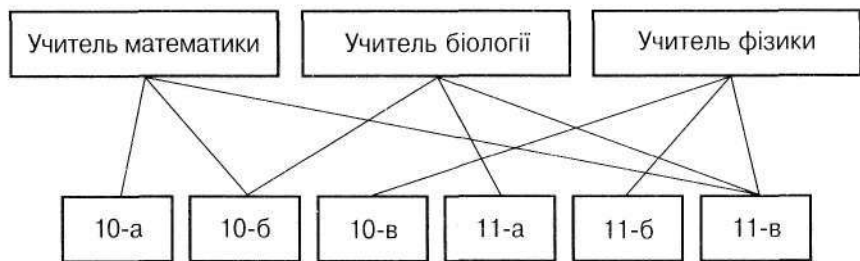 Учитель математики
Учитель біології
Учитель фізики
10-а
10-б
10-в
11-а
11-б
11-в